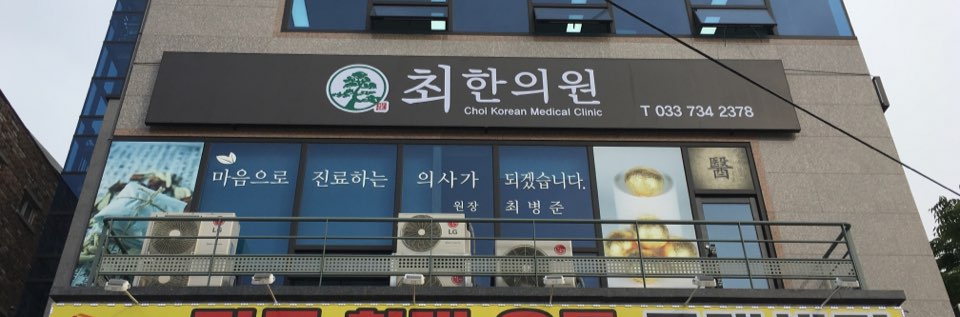 최한의원
Choi Korean Medical Clinic
T 033 734 2378
마음으로 진료하는 의사가 되겠습니다.
원장 최병준
醫
LG
LG